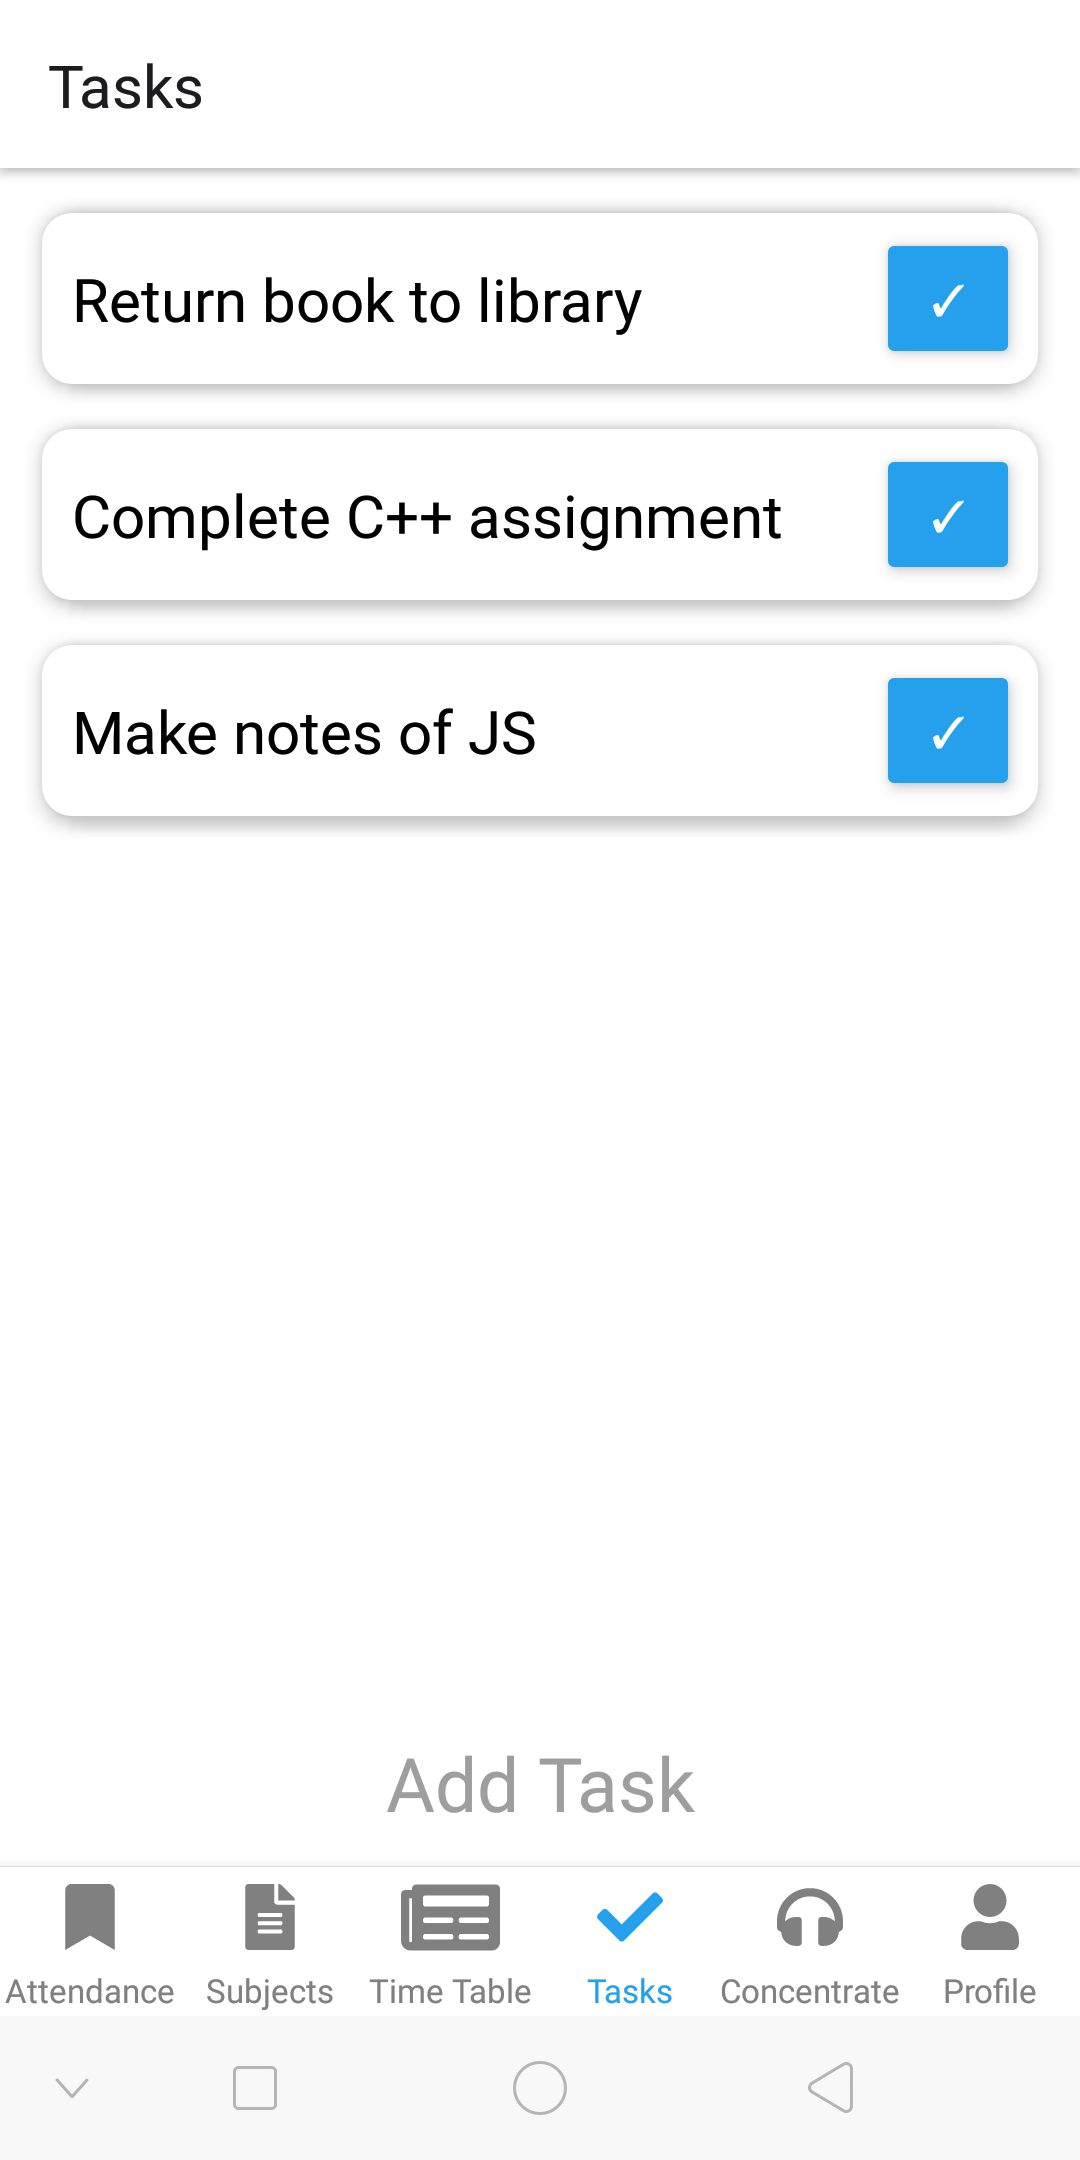 Tasks
Return book to library ✓
Complete C++ assignment ✓
Make notes of JS ✓
Add Task
Attendance Subjects Time Table Tasks Concentrate Profile